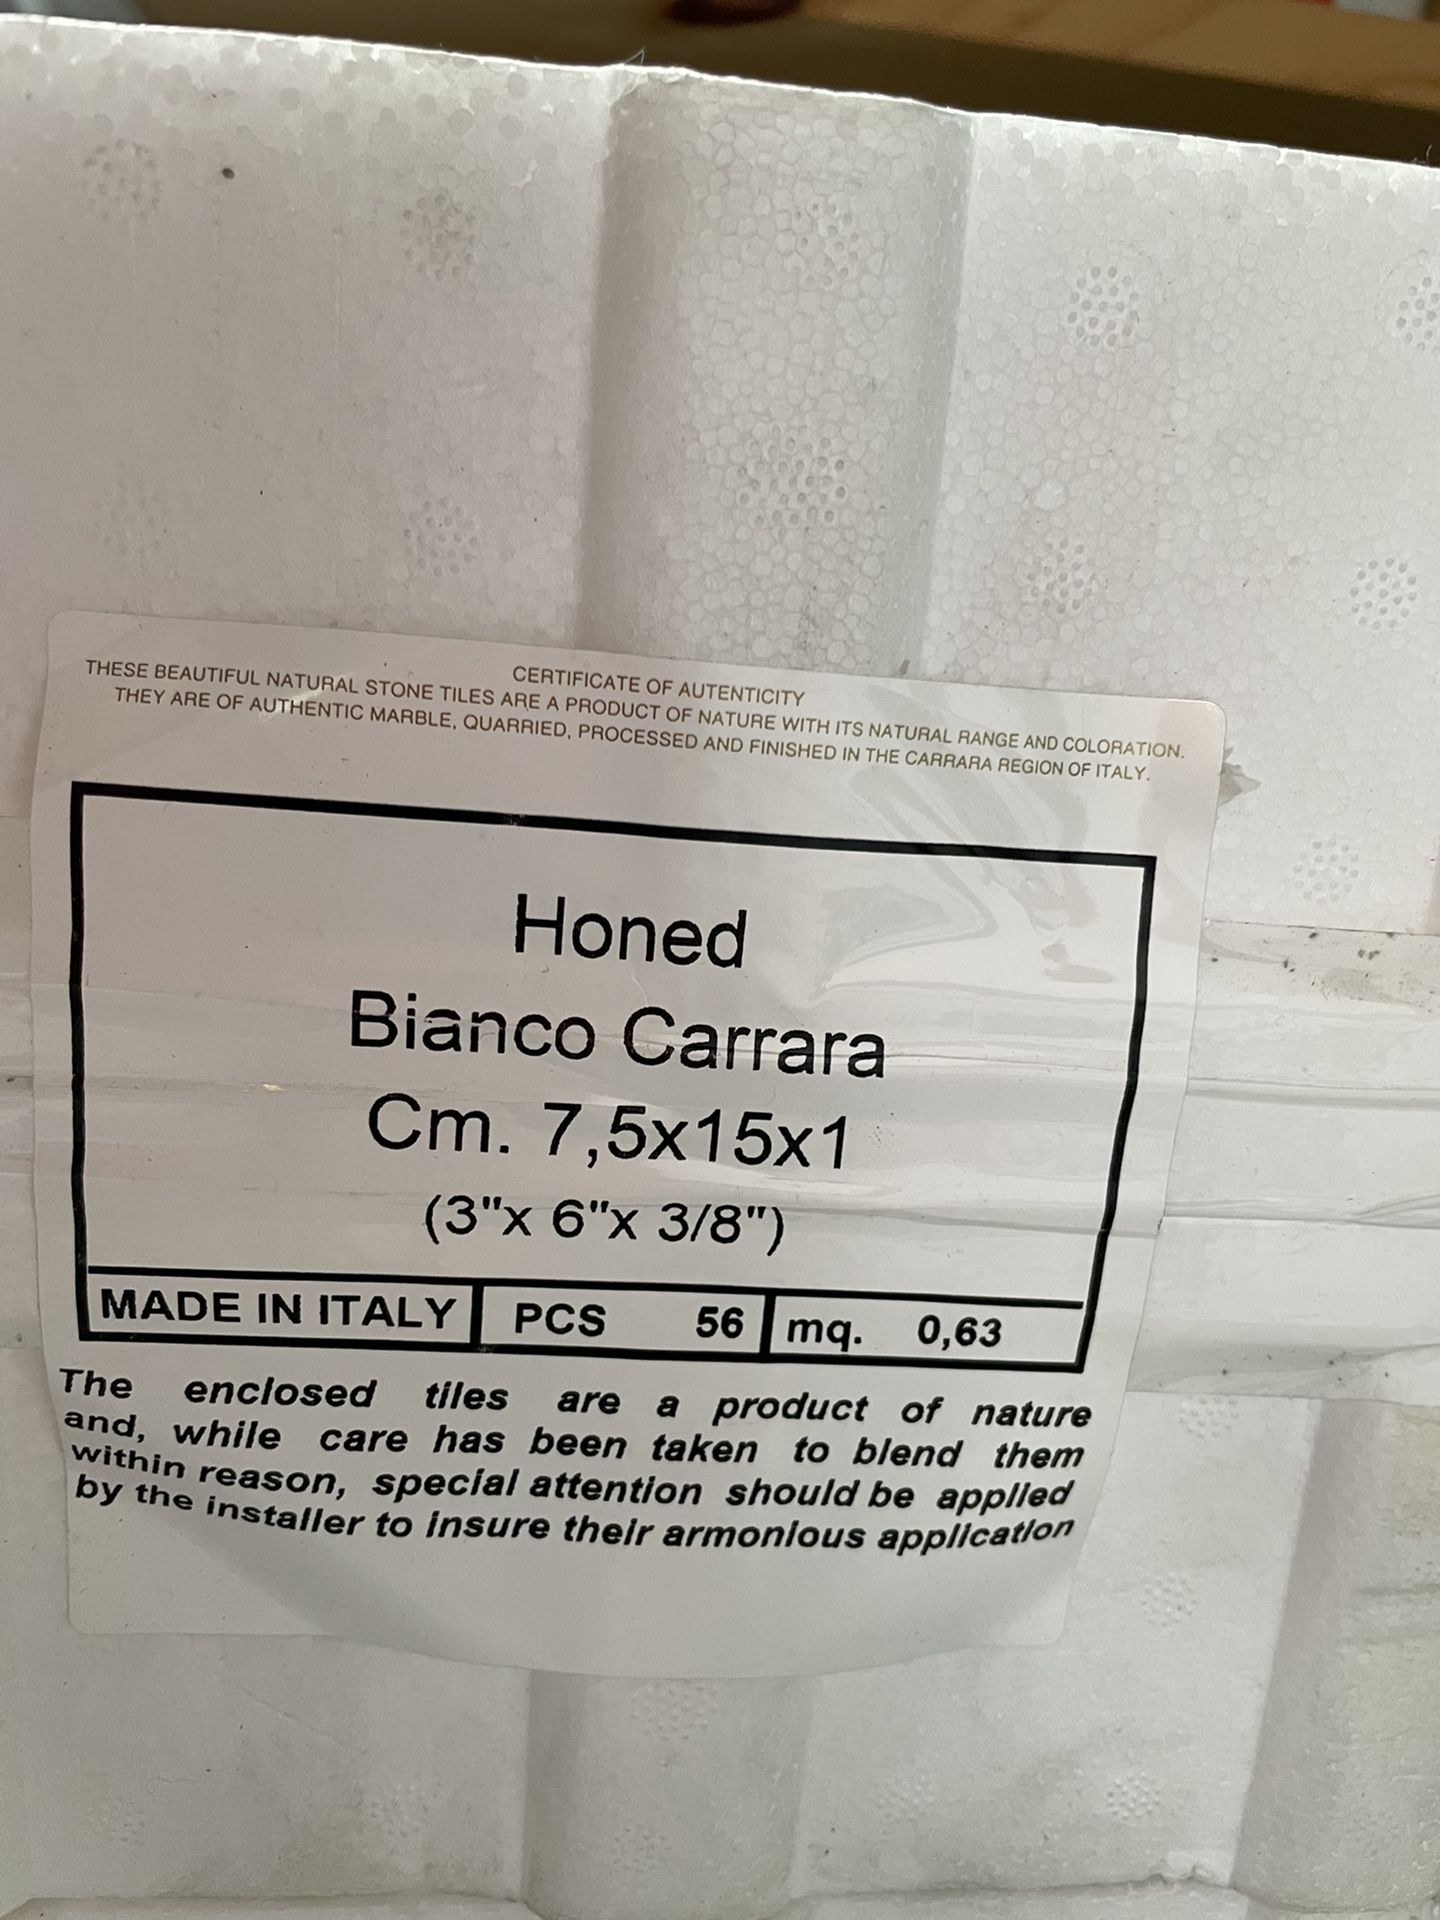 CERTIFICATE OF AUTENTICITY
THESE BEAUTIFUL NATURAL STONE TILES ARE A PRODUCT OF NATURE WITH ITS NATURAL RANGE AND COLORATION.
THEY ARE OF AUTHENTIC MARBLE, QUARRIED, PROCESSED AND FINISHED IN THE CARRARA REGION OF ITALY.
Honed
Bianco Carrara
Cm. 7,5x15x1
(3"x 6"x 3/8")
MADE IN ITALY PCS 56 mq. 0,63
The enclosed tiles are a product of nature
and, while care has been taken to blend them
within reason, special attention should be applied
by the installer to insure their armonious application